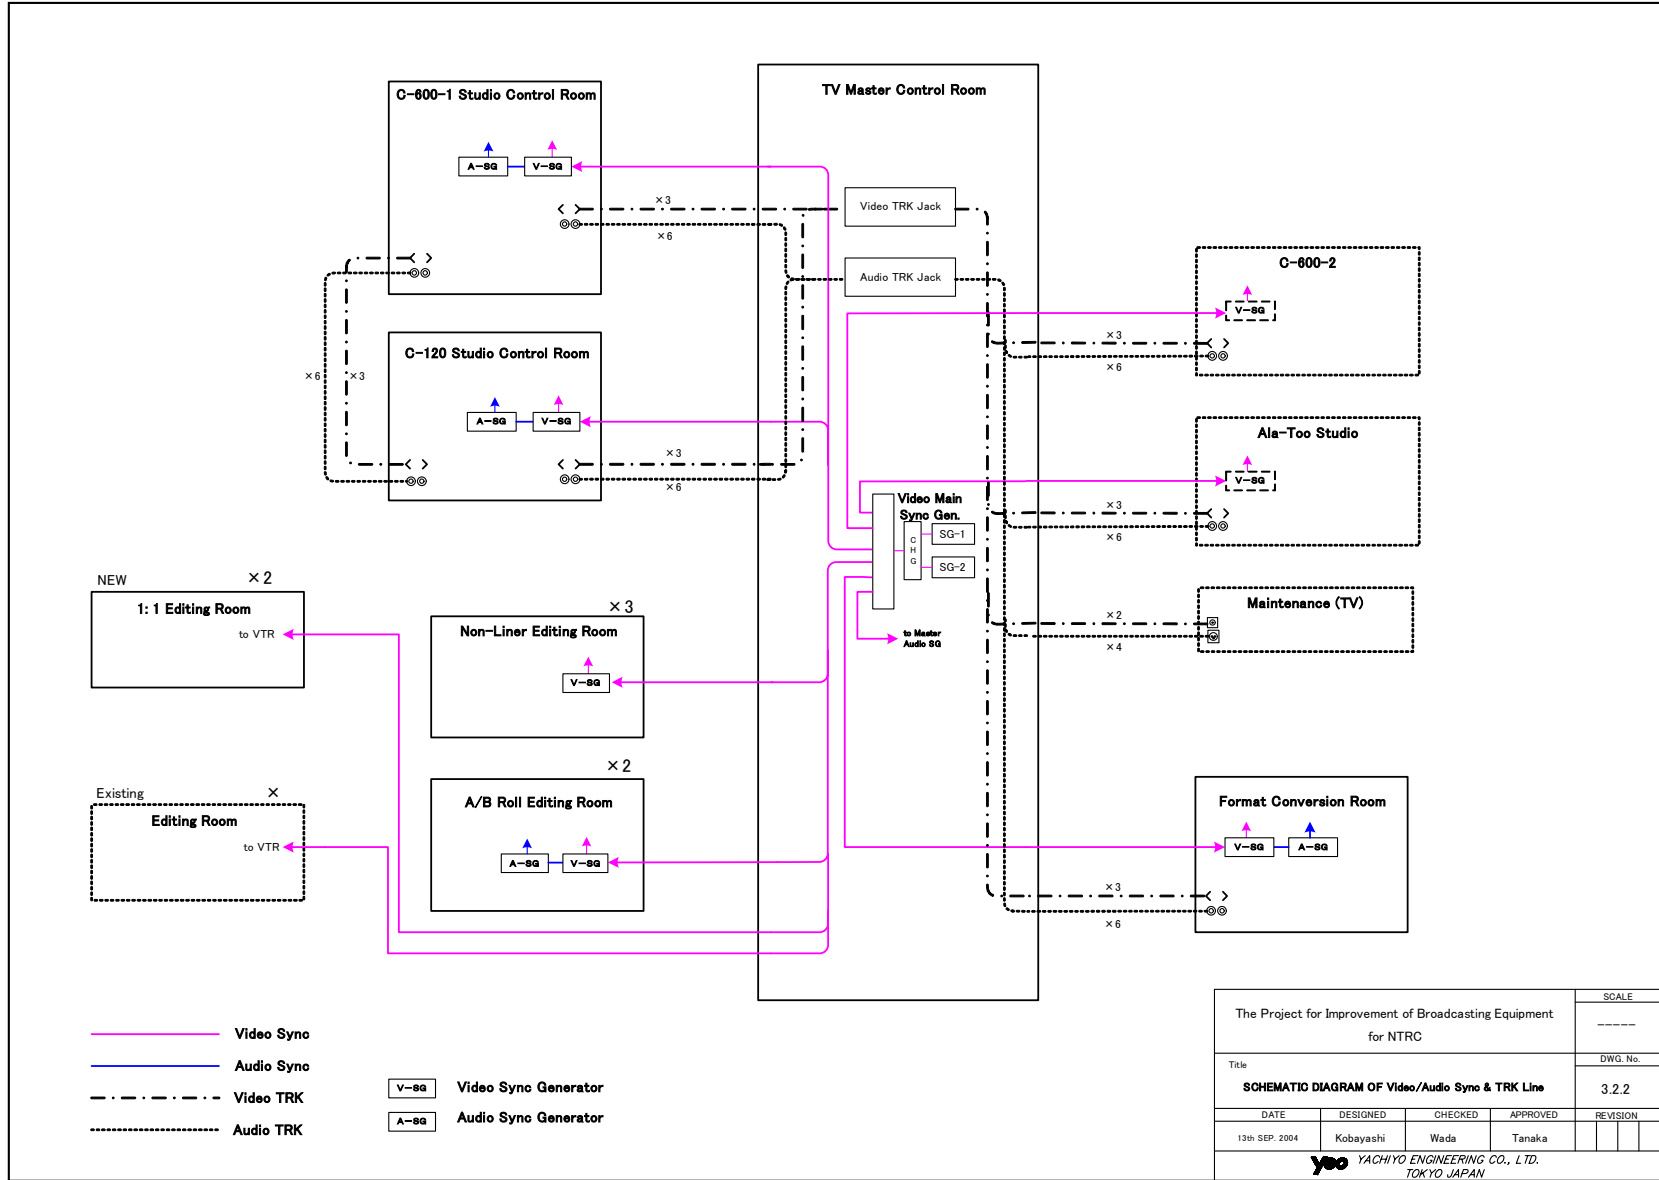 C-600-1 Studio Control Room
A-SG
V-SG
×3
×6
TV Master Control Room
Video TRK Jack
Audio TRK Jack
C-600-2
V-SG
×3
×6
C-120 Studio Control Room
×6
×3
A-SG
V-SG
×3
×6
Ala-Too Studio
V-SG
×3
×6
Video Main
Sync Gen.
C
H
G
SG-1
SG-2
to Master
Audio SG
NEW
×2
1: 1 Editing Room
to VTR
×3
Non-Liner Editing Room
V-SG
Maintenance (TV)
×2
×4
Existing
×
Editing Room
to VTR
×2
A/B Roll Editing Room
A-SG
V-SG
Format Conversion Room
V-SG
A-SG
×3
×6
Video Sync
Audio Sync
Video TRK
Audio TRK
V-SG
Video Sync Generator
A-SG
Audio Sync Generator
The Project for Improvement of Broadcasting Equipment
for NTRC
SCALE
-----
Title
SCHEMATIC DIAGRAM OF Video/Audio Sync & TRK Line
DWG. No.
3.2.2
DATE
DESIGNED
CHECKED
APPROVED
REVISION
13th SEP. 2004
Kobayashi
Wada
Tanaka
yeo YACHIYO ENGINEERING CO., LTD.
TOKYO JAPAN